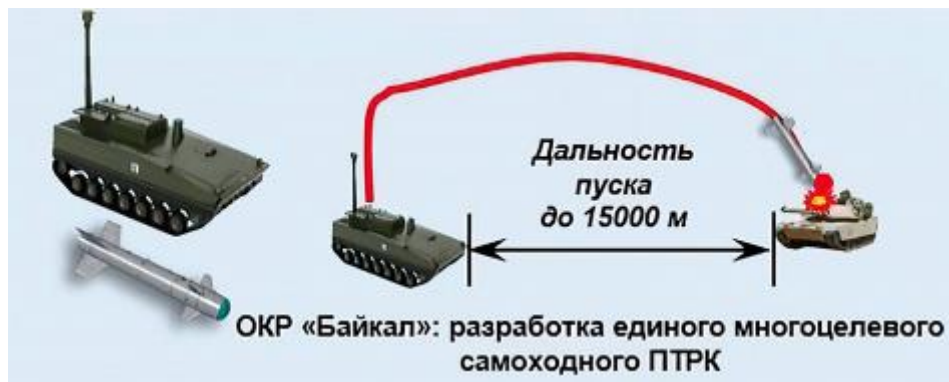 Дальность
пуска
до 15000 м
ОКР «Байкал»: разработка единого многоцелевого
самоходного ПТРК